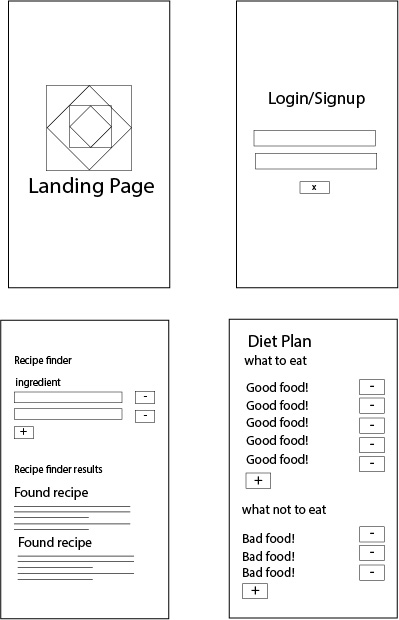 Landing Page
Login/Signup
x
Recipe finder
ingredient
-
-
+
Recipe finder results
Found recipe
Found recipe
Diet Plan
what to eat
Good food! -
Good food! -
Good food! -
Good food! -
Good food! -
+
what not to eat
Bad food! -
Bad food! -
Bad food! -
+